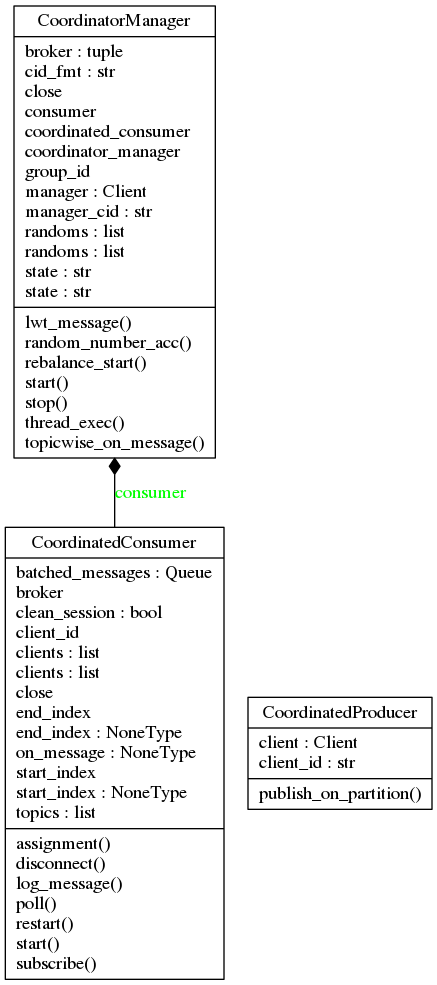 CoordinatorManager
broker : tuple
cid_fmt : str
close
consumer
coordinated_consumer
coordinator_manager
group_id
manager : Client
manager_cid : str
randoms : list
randoms : list
state : str
state : str
lwt_message()
random_number_acc()
rebalance_start()
start()
stop()
thread_exec()
topicwise_on_message()
consumer
CoordinatedConsumer
batched_messages : Queue
broker
clean_session : bool
client_id
clients : list
clients : list
close
end_index
end_index : NoneType
on_message : NoneType
start_index
start_index : NoneType
topics : list
assignment()
disconnect()
log_message()
poll()
restart()
start()
subscribe()
CoordinatedProducer
client : Client
client_id : str
publish_on_partition()